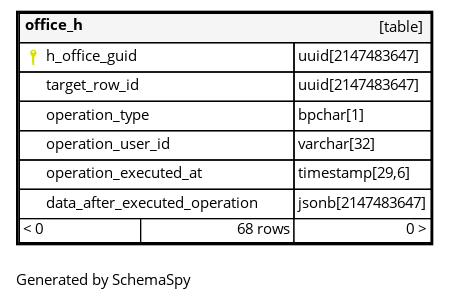 office_h [table]
h_office_guid uuid[2147483647]
target_row_id uuid[2147483647]
operation_type bpchar[1]
operation_user_id varchar[32]
operation_executed_at timestamp[29,6]
data_after_executed_operation jsonb[2147483647]
< 0 68 rows 0 >
Generated by SchemaSpy